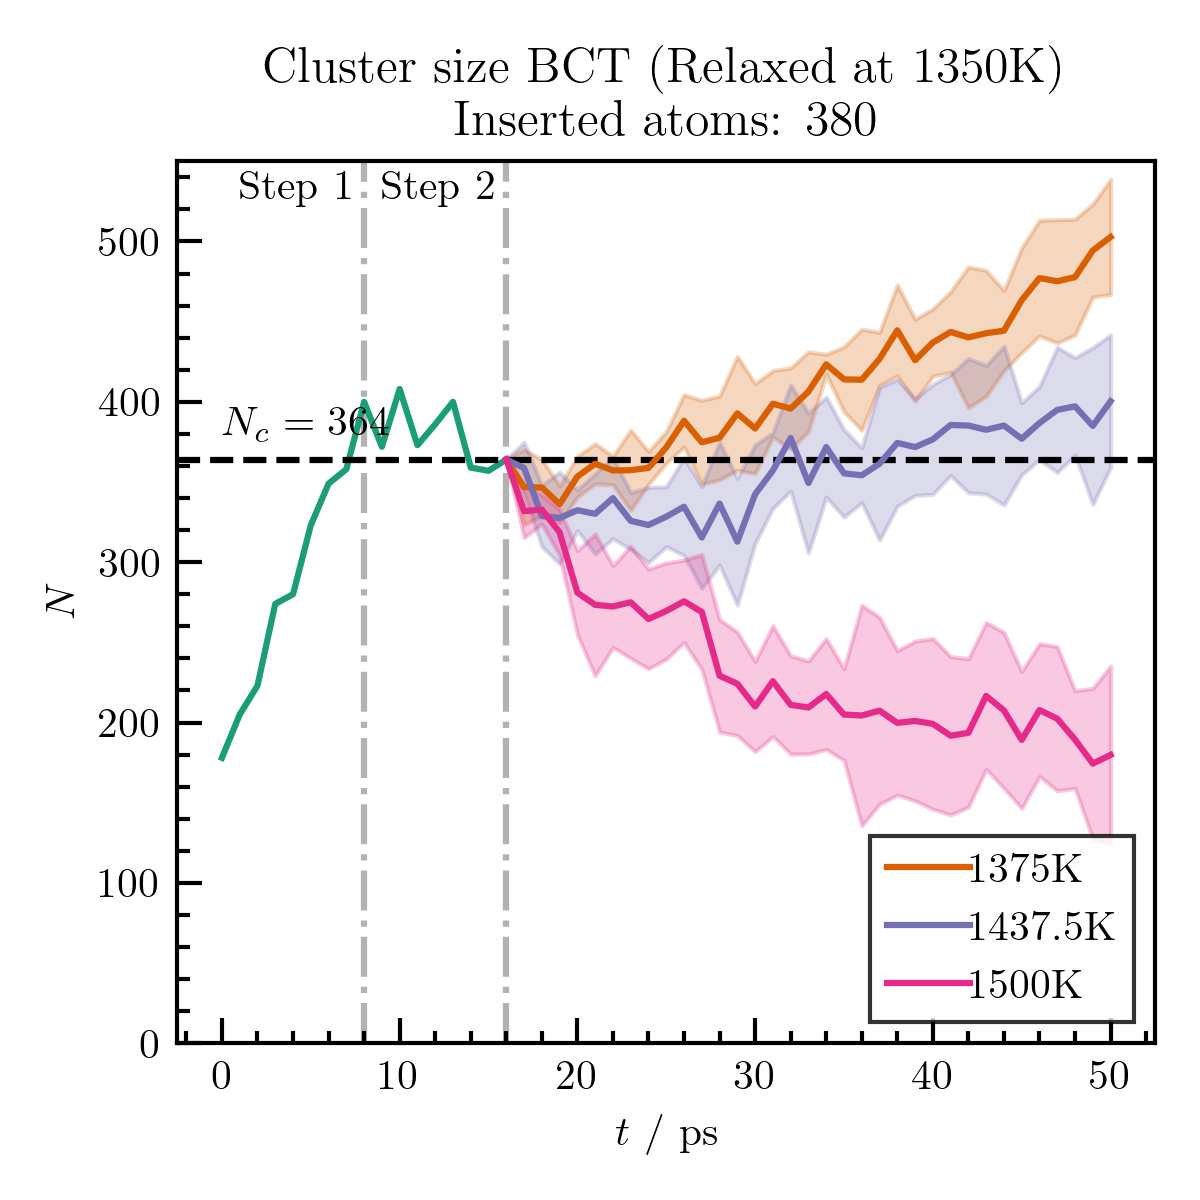 Cluster size BCT (Relaxed at 1350K)
Inserted atoms: 380
Step 1 Step 2
500
400
N_c = 364
300
200
100
0
N
1375K
1437.5K
1500K
0 10 20 30 40 50
t / ps